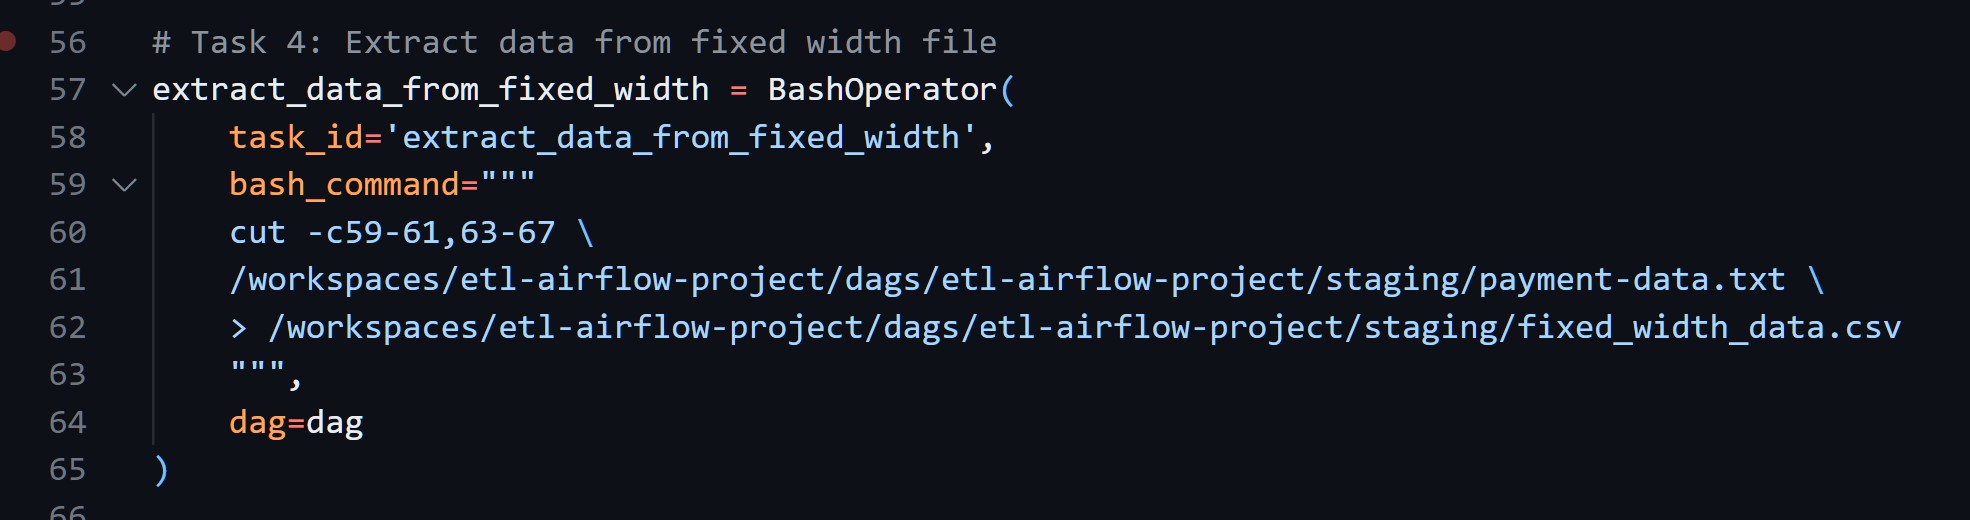 56 # Task 4: Extract data from fixed width file
57 extract_data_from_fixed_width = BashOperator(
58     task_id='extract_data_from_fixed_width',
59     bash_command="""
60     cut -c59-61,63-67 \
61     /workspaces/etl-airflow-project/dags/etl-airflow-project/staging/payment-data.txt \
62     > /workspaces/etl-airflow-project/dags/etl-airflow-project/staging/fixed_width_data.csv
63     """,
64     dag=dag
65 )
66